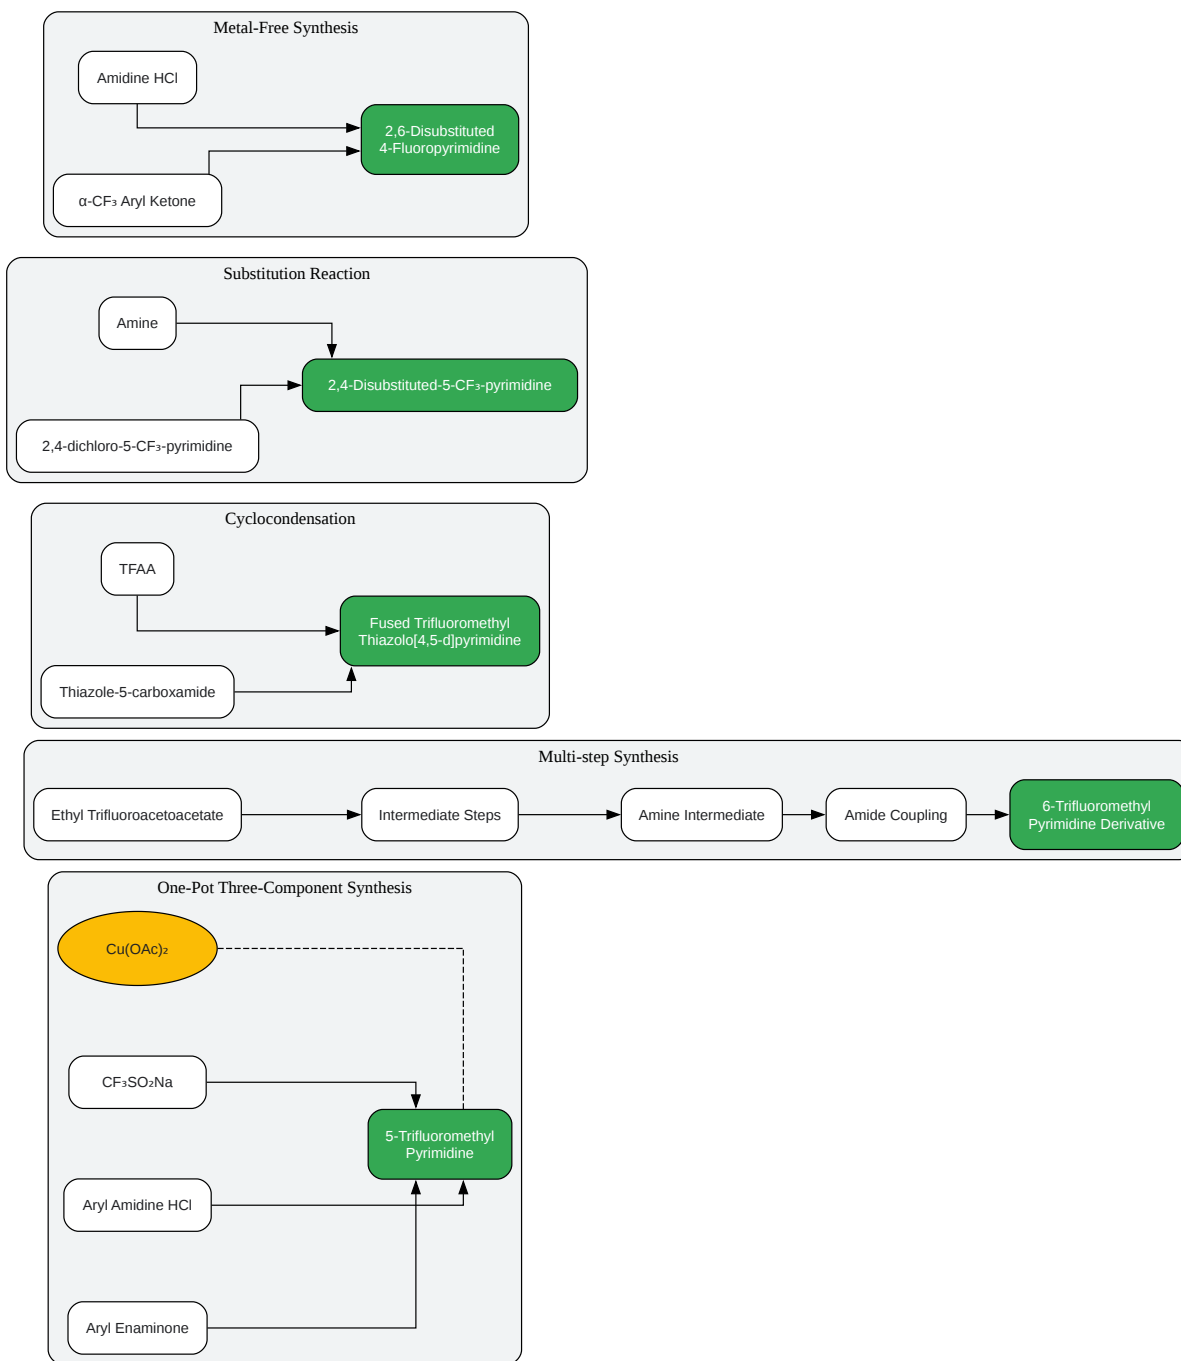 Metal-Free Synthesis
Amidine HCl
2,6-Disubstituted
4-Fluoropyrimidine
α-CF₃ Aryl Ketone
Substitution Reaction
Amine
2,4-Disubstituted-5-CF₃-pyrimidine
2,4-dichloro-5-CF₃-pyrimidine
Cyclocondensation
TFAA
Fused Trifluoromethyl
Thiazolo[4,5-d]pyrimidine
Thiazole-5-carboxamide
Multi-step Synthesis
Ethyl Trifluoroacetoacetate
Intermediate Steps
Amine Intermediate
Amide Coupling
6-Trifluoromethyl
Pyrimidine Derivative
One-Pot Three-Component Synthesis
Cu(OAc)₂
CF₃SO₂Na
5-Trifluoromethyl
Pyrimidine
Aryl Amidine HCl
Aryl Enaminone